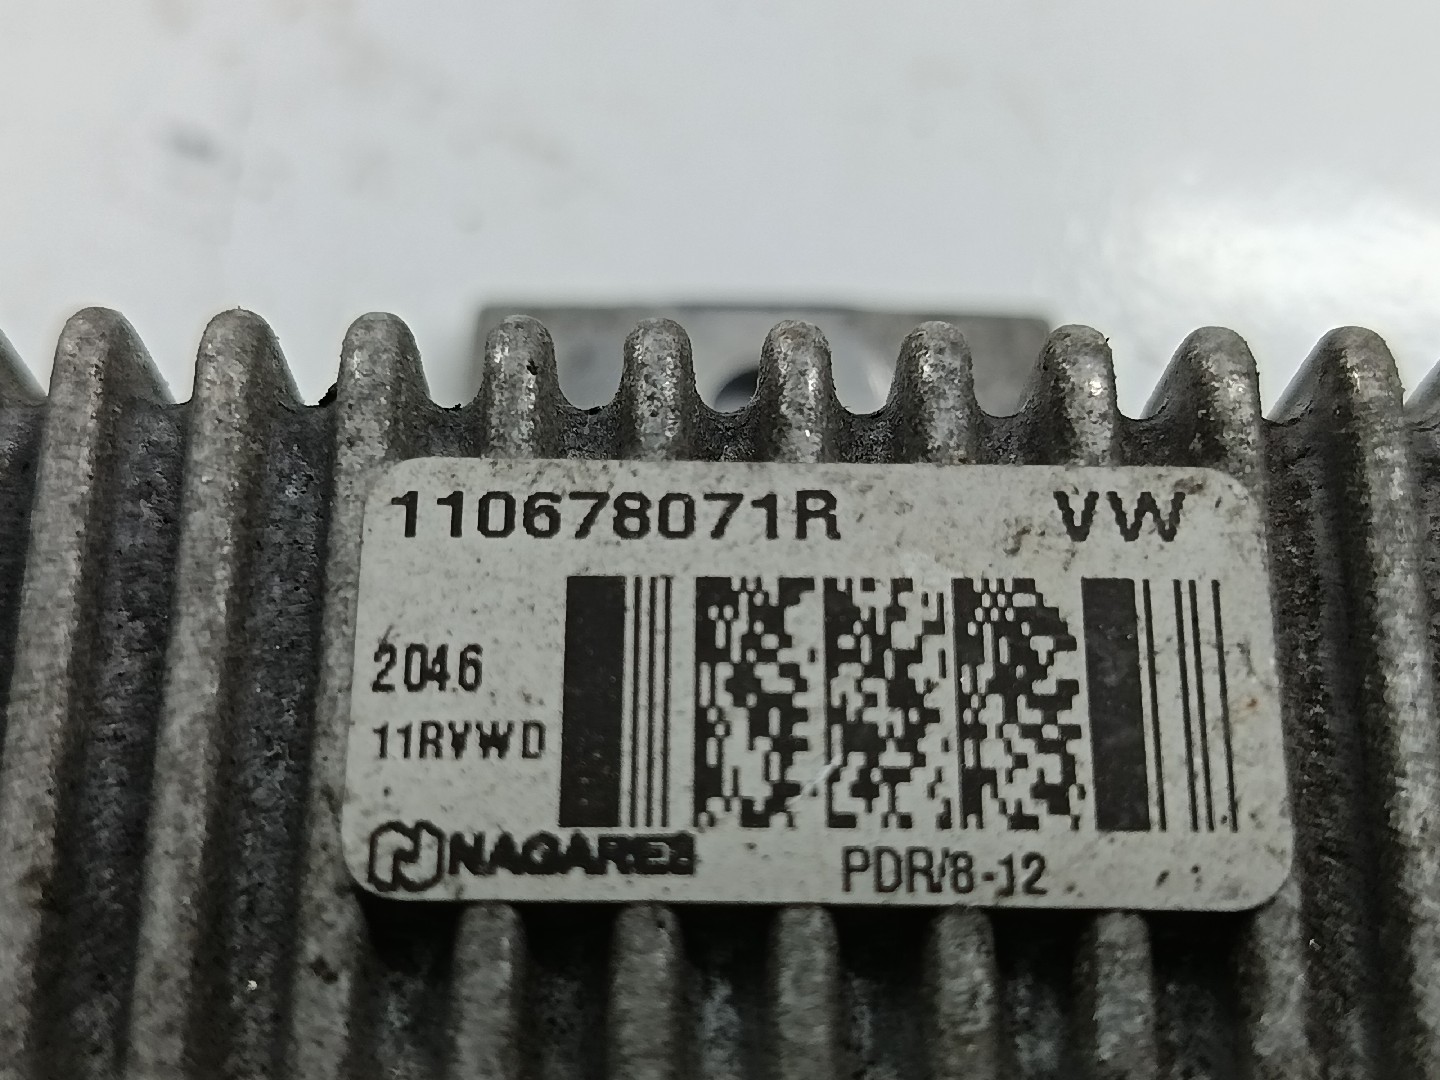 110678071R VW
2046
11RVWD
NAGARES PDR/8-12